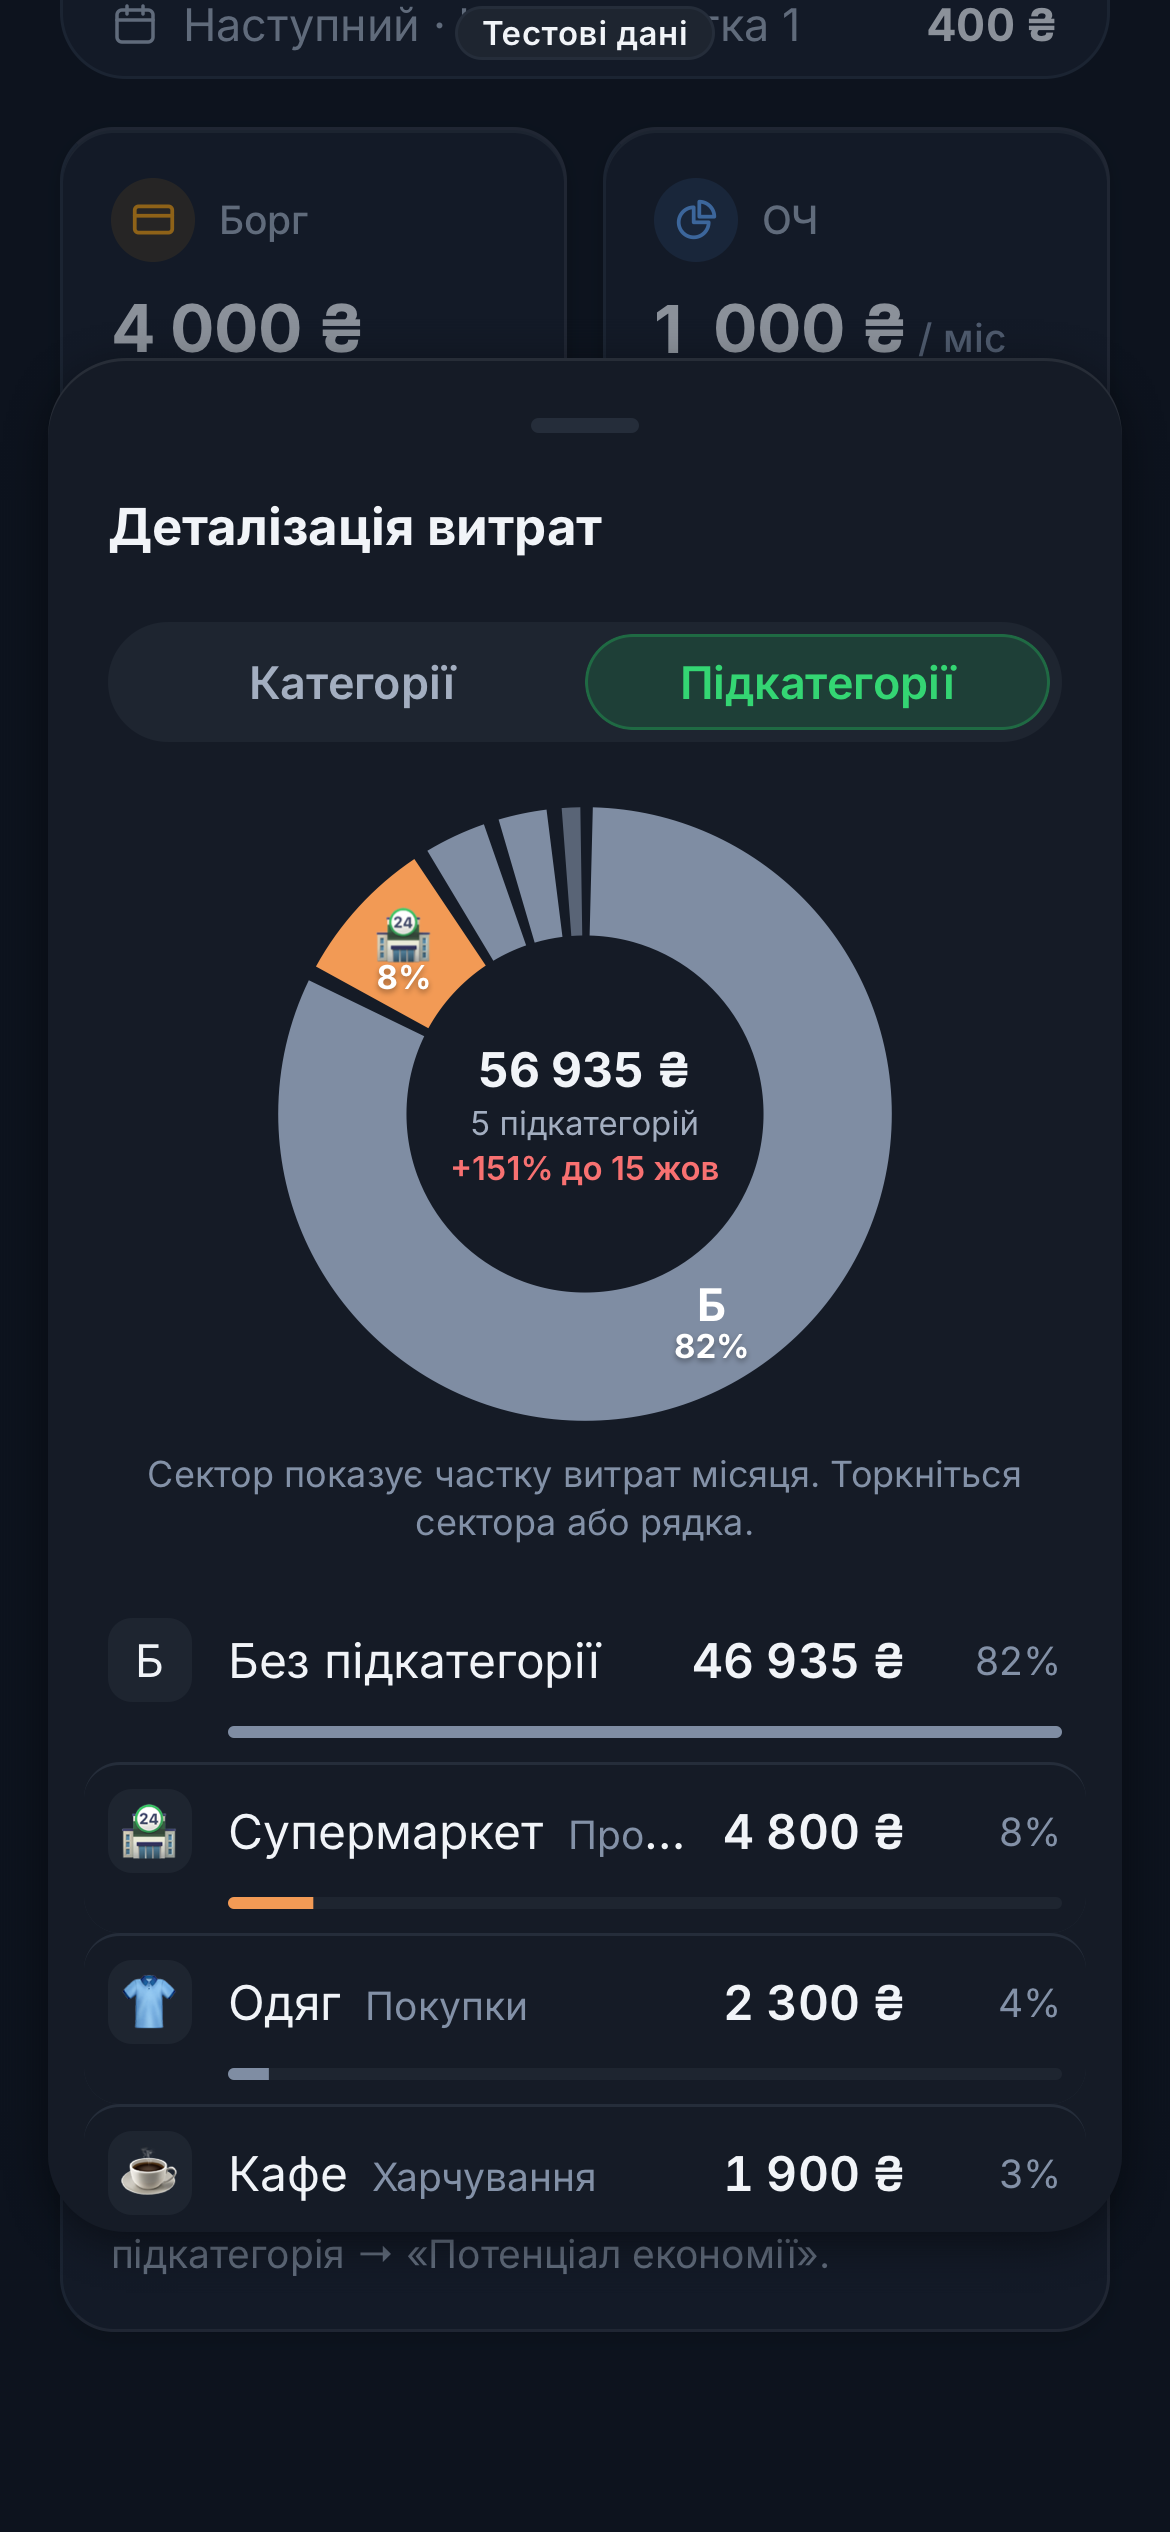 Наступний ·
Тестові дані
тка 1
400 ₴
Борг
ОЧ
4 000 ₴
1 000 ₴ / міс
Деталізація витрат
Категорії
Підкатегорії
24
8%
56 935 ₴
5 підкатегорій
+151% до 15 жов
Б
82%
Сектор показує частку витрат місяця. Торкніться
сектора або рядка.
Б Без підкатегорії 46 935 ₴ 82%
24 Супермаркет Про... 4 800 ₴ 8%
Одяг Покупки 2 300 ₴ 4%
Кафе Харчування 1 900 ₴ 3%
підкатегорія → «Потенціал економії».